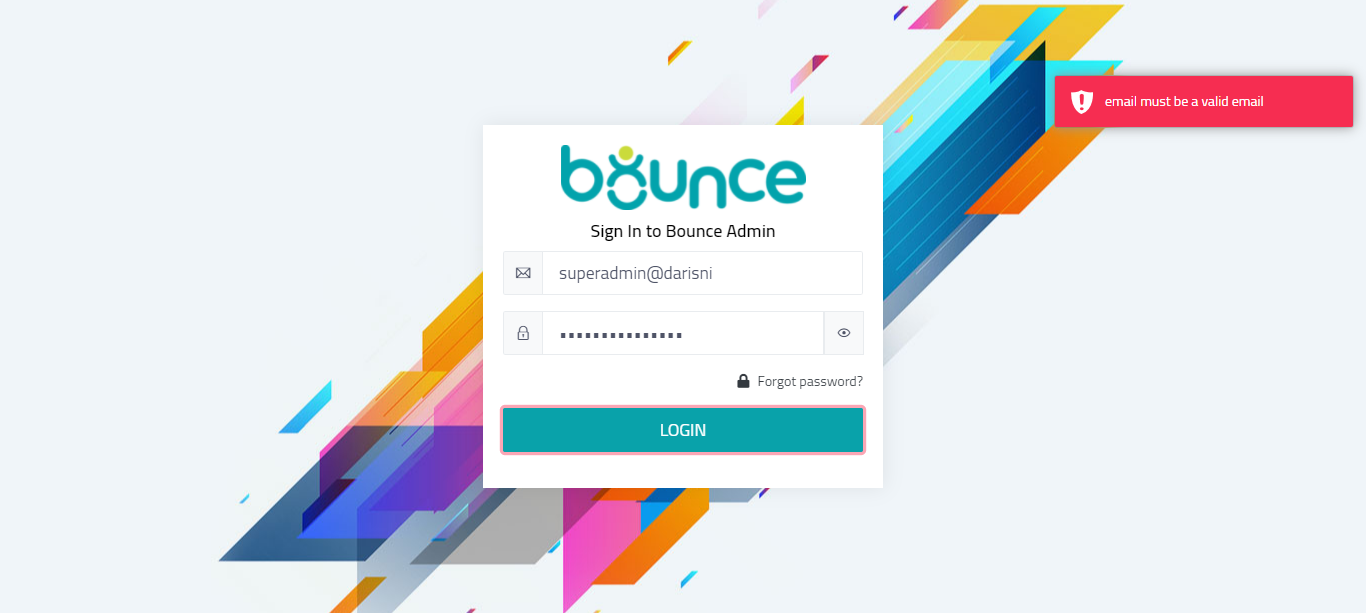 email must be a valid email
bounce
Sign In to Bounce Admin
superadmin@darisni
Forgot password?
LOGIN